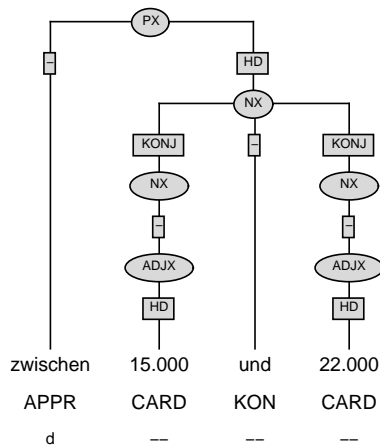 PX
– HD
NX
KONJ – KONJ
NX NX
– –
ADJX ADJX
HD HD
zwischen 15.000 und 22.000
APPR CARD KON CARD
d –– –– ––